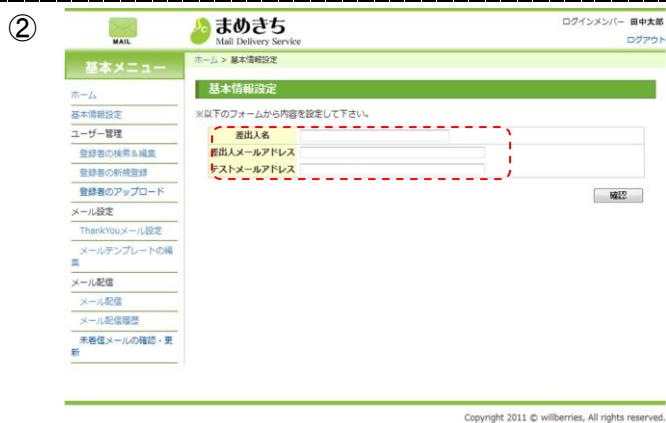 ②
MAIL
まめきち
Mail Delivery Service
ログインメンバー 田中太郎
ログアウト
基本メニュー
ホーム > 基本情報設定
ホーム
基本情報設定
ユーザー管理
登録者の検索&編集
登録者の新規登録
登録者のアップロード
メール設定
ThankYouメール設定
メールテンプレートの編
集
メール配信
メール配信
メール配信履歴
未着信メールの確認・更
新
基本情報設定
※以下のフォームから内容を設定して下さい。
差出人名
差出人メールアドレス
テストメールアドレス
確認
Copyright 2011 © willberries, All rights reserved.